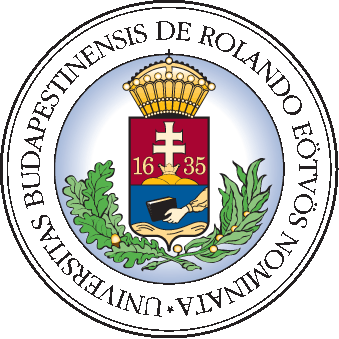 UNIVERSITAS BUDAPESTINENSIS DE ROLANDO EÖTVÖS NOMINATA *
16 35